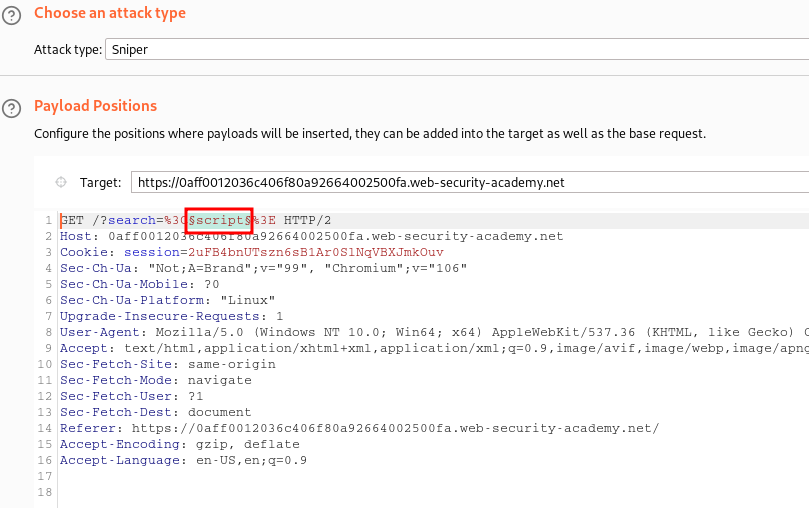 Choose an attack type
Attack type: Sniper
Payload Positions
Configure the positions where payloads will be inserted, they can be added into the target as well as the base request.
Target: https://0aff0012036c406f80a92664002500fa.web-security-academy.net
1 GET /?search=%3C§script§%3E HTTP/2
2 Host: 0aff0012036c406f80a92664002500fa.web-security-academy.net
3 Cookie: session=2uFB4bnUTszn6sB1Ar0SlNqVBXJmkOuv
4 Sec-Ch-Ua: "Not;A=Brand";v="99", "Chromium";v="106"
5 Sec-Ch-Ua-Mobile: ?0
6 Sec-Ch-Ua-Platform: "Linux"
7 Upgrade-Insecure-Requests: 1
8 User-Agent: Mozilla/5.0 (Windows NT 10.0; Win64; x64) AppleWebKit/537.36 (KHTML, like Gecko) C
9 Accept: text/html,application/xhtml+xml,application/xml;q=0.9,image/avif,image/webp,image/apng
10 Sec-Fetch-Site: same-origin
11 Sec-Fetch-Mode: navigate
12 Sec-Fetch-User: ?1
13 Sec-Fetch-Dest: document
14 Referer: https://0aff0012036c406f80a92664002500fa.web-security-academy.net/
15 Accept-Encoding: gzip, deflate
16 Accept-Language: en-US,en;q=0.9
17
18